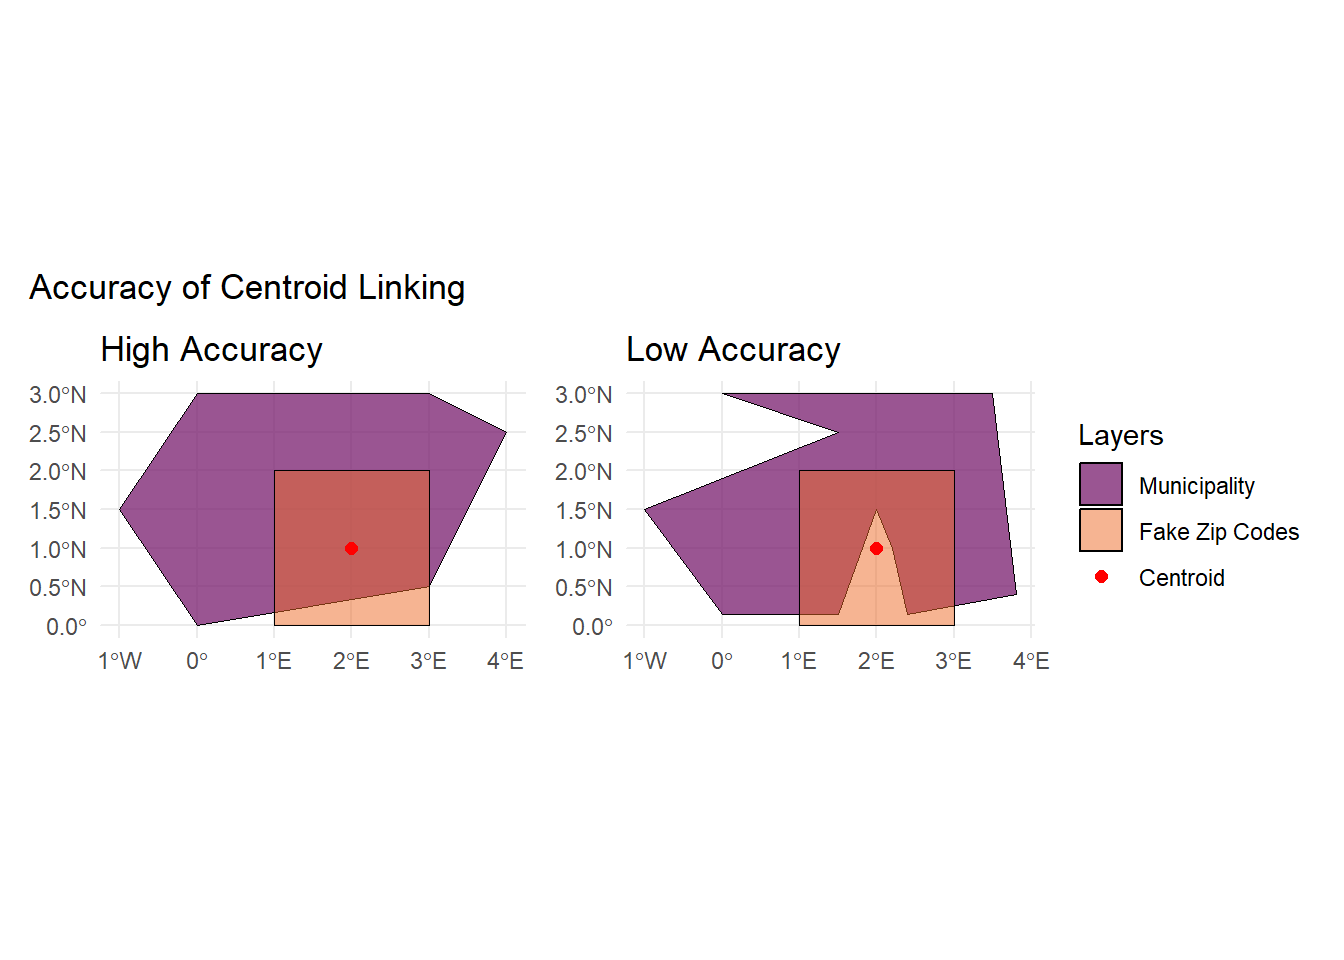 Accuracy of Centroid Linking
High Accuracy
3.0°N
2.5°N
2.0°N
1.5°N
1.0°N
0.5°N
0.0°
1°W 0° 1°E 2°E 3°E 4°E
Low Accuracy
3.0°N
2.5°N
2.0°N
1.5°N
1.0°N
0.5°N
0.0°
1°W 0° 1°E 2°E 3°E 4°E
Layers
Municipality
Fake Zip Codes
Centroid